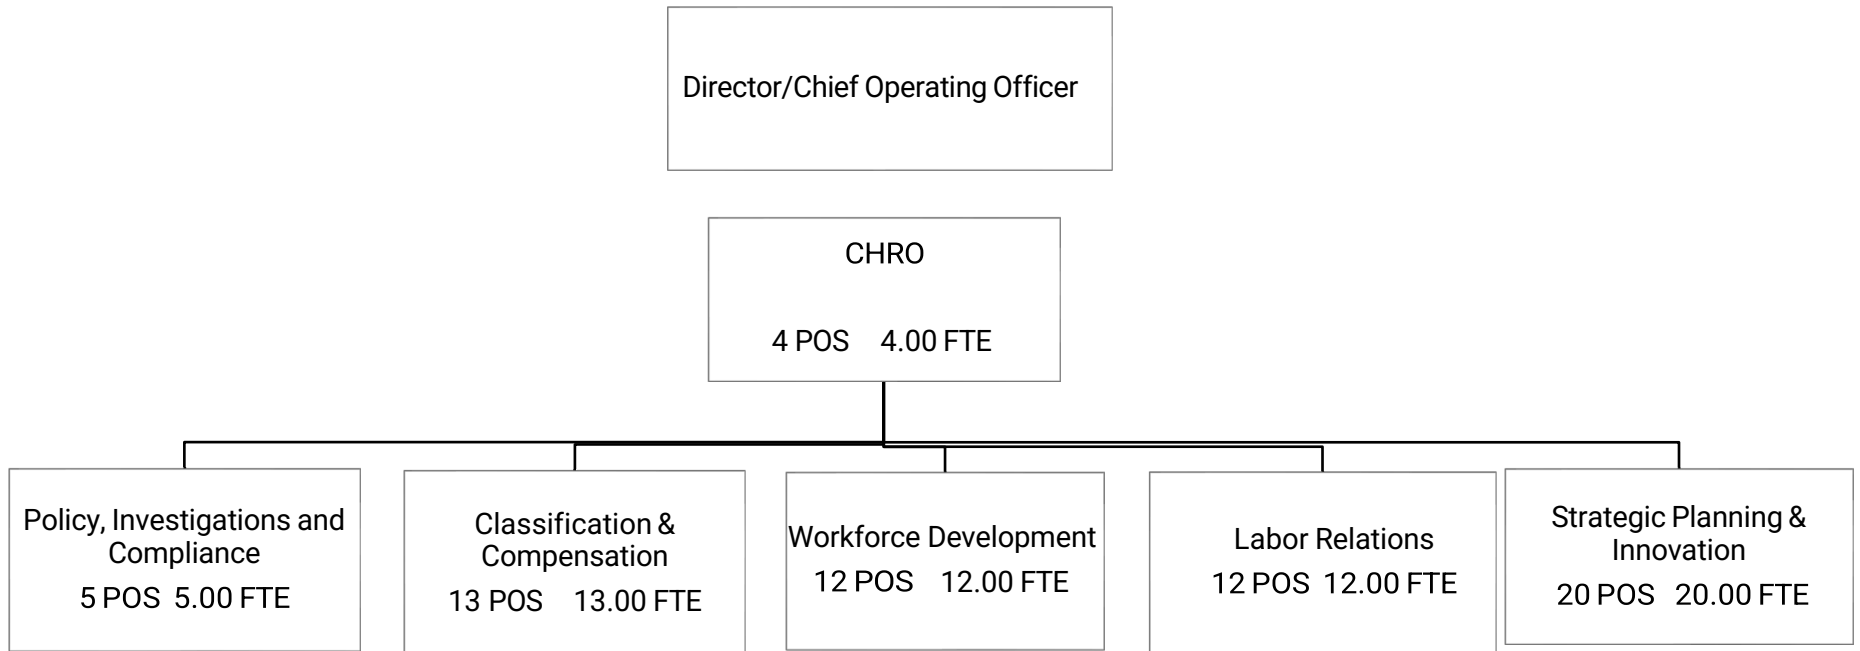 Director/Chief Operating Officer
CHRO
4 POS 4.00 FTE
Policy, Investigations and
Compliance
5 POS 5.00 FTE
Classification &
Compensation
13 POS 13.00 FTE
Workforce Development
12 POS 12.00 FTE
Labor Relations
12 POS 12.00 FTE
Strategic Planning &
Innovation
20 POS 20.00 FTE